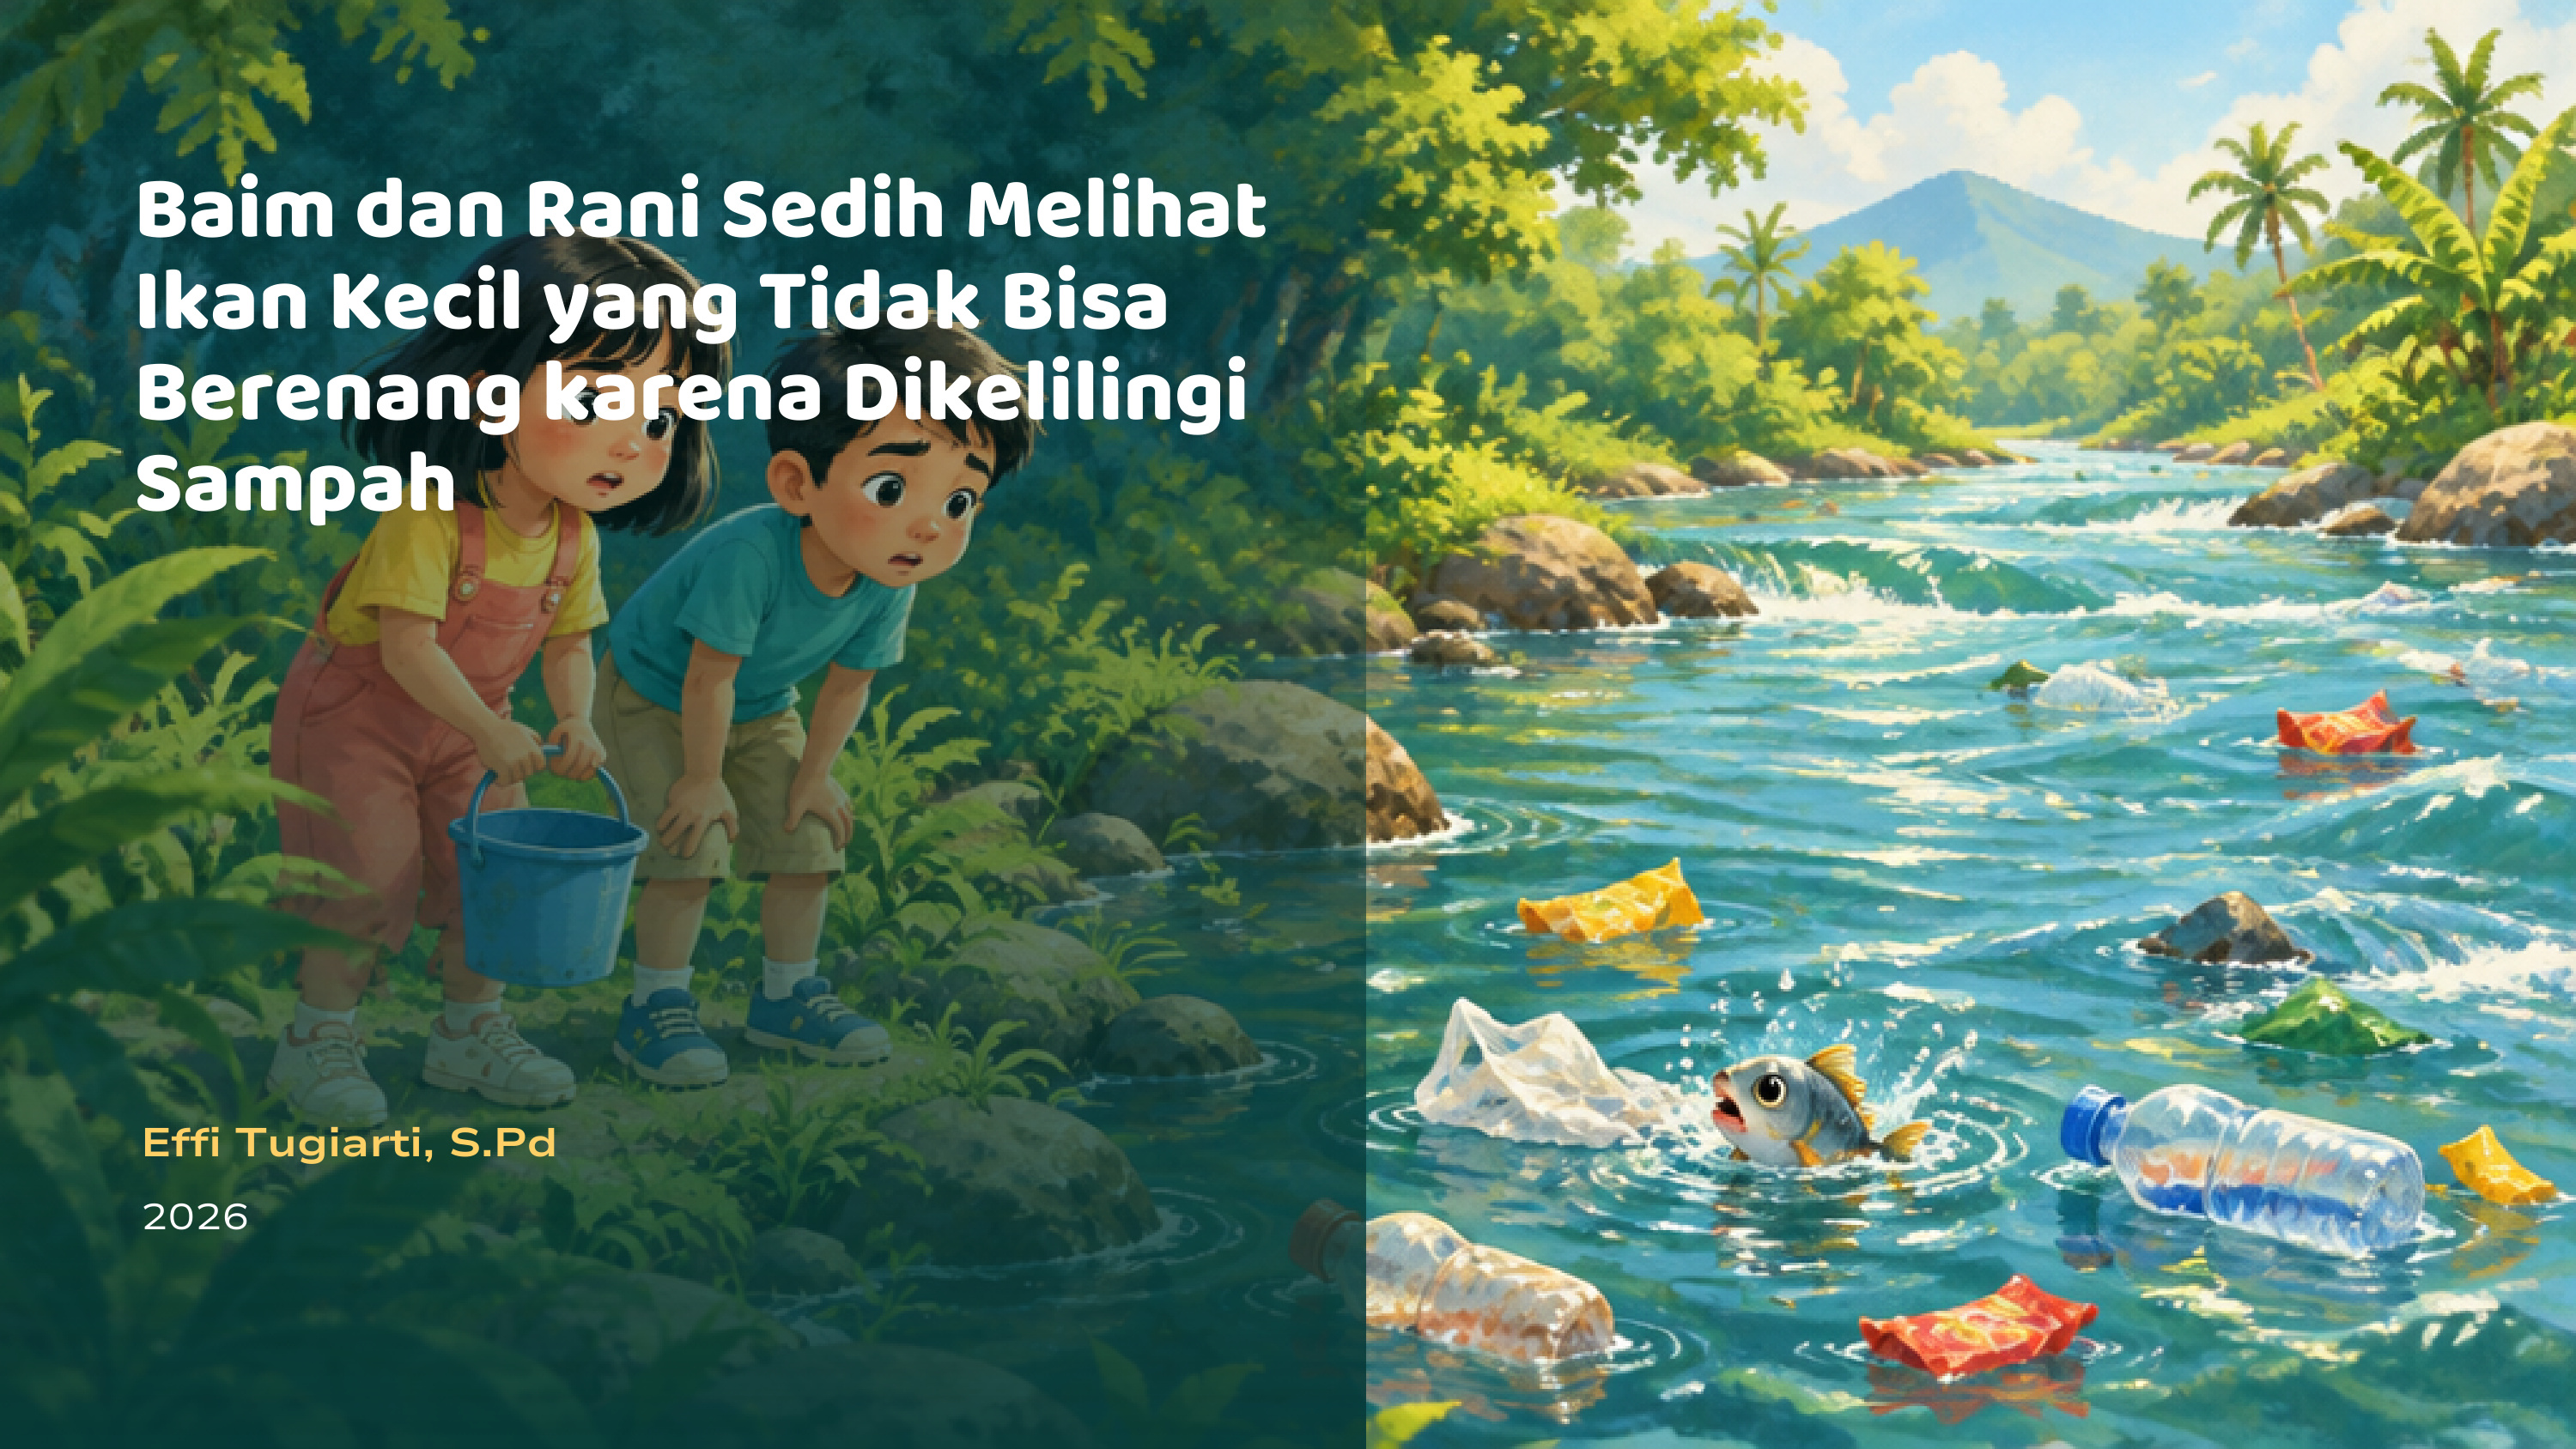 Baim dan Rani Sedih Melihat
Ikan Kecil yang Tidak Bisa
Berenang karena Dikelilingi
Sampah
Effi Tugiarti, S.Pd
2026